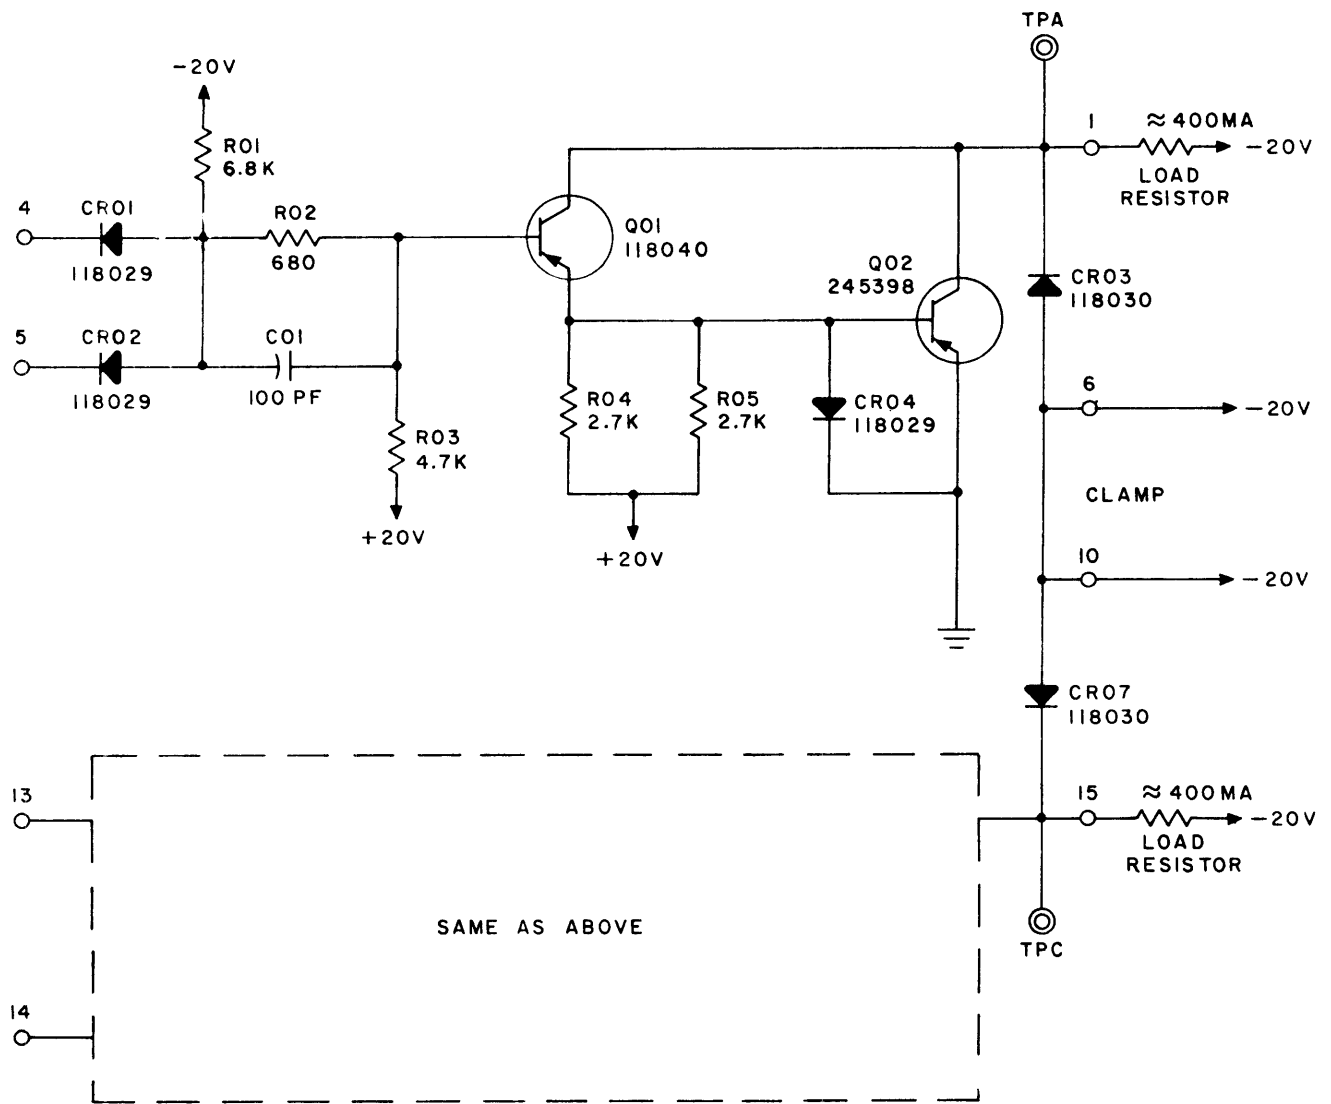 TPA
-20V
R01
6.8K
1
≈ 400MA
-20V
LOAD
RESISTOR
4
CR01
118029
R02
680
Q01
118040
Q02
245398
CR03
118030
5
CR02
118029
C01
100 PF
R03
4.7K
+20V
R04
2.7K
R05
2.7K
+20V
CR04
118029
6
-20V
CLAMP
10
-20V
CR07
118030
13
15
≈ 400MA
-20V
LOAD
RESISTOR
SAME AS ABOVE
TPC
14